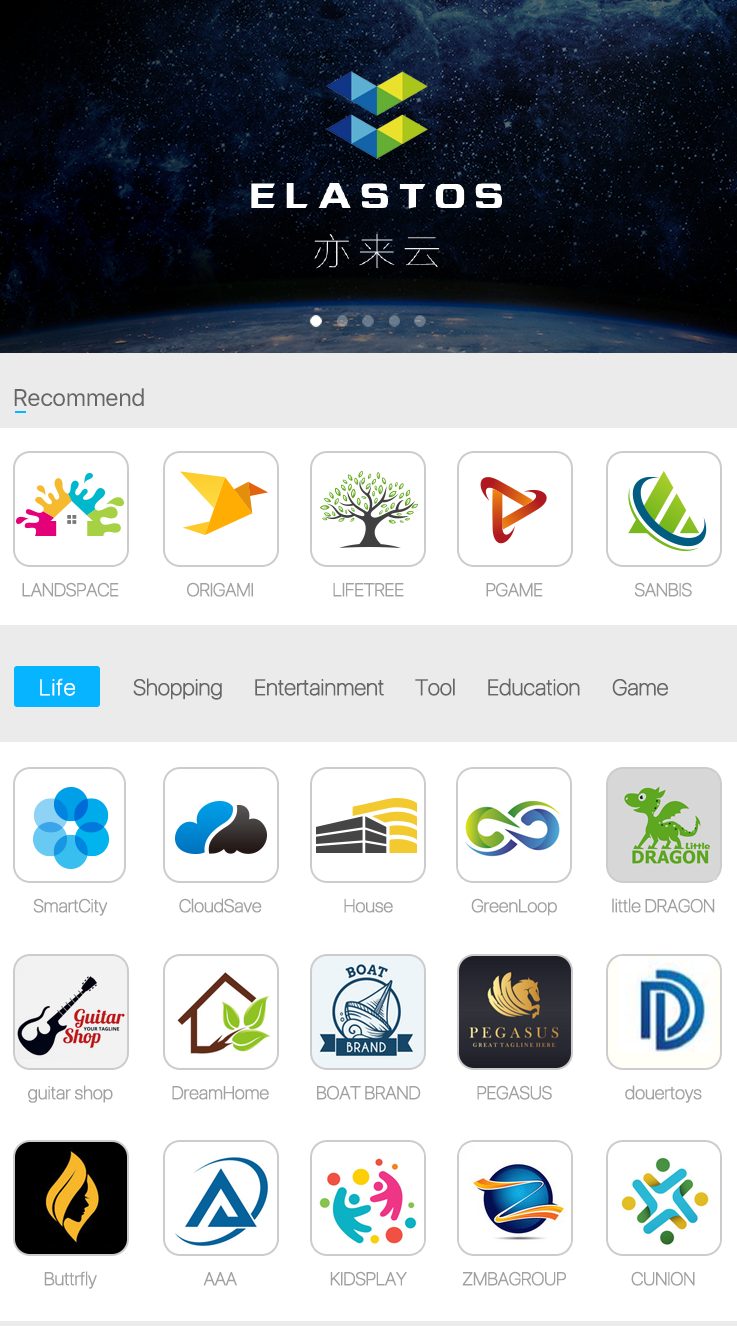 ELASTOS
亦来云
Recommend
LANDSPACE
ORIGAMI
LIFETREE
PGAME
SANBIS
Life
Shopping
Entertainment
Tool
Education
Game
Little
DRAGON
SmartCity
CloudSave
House
GreenLoop
little DRAGON
Guitar
YOUR TAGLINE
Shop
BOAT
BRAND
PEGASUS
GREAT TAGLINE HERE
guitar shop
DreamHome
BOAT BRAND
PEGASUS
douertoys
Buttrfly
AAA
KIDSPLAY
ZMBAGROUP
CUNION